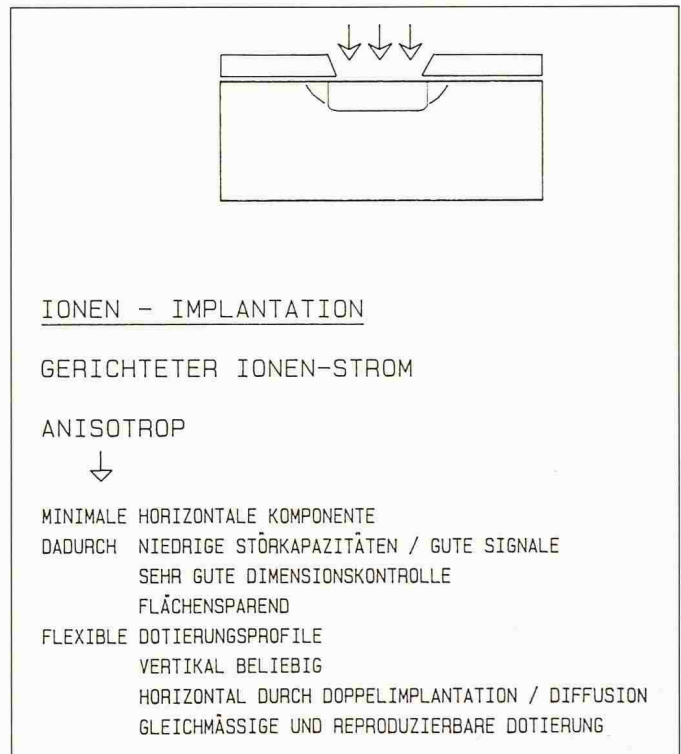 IONEN - IMPLANTATION
GERICHTETER IONEN-STROM
ANISOTROP
MINIMALE HORIZONTALE KOMPONENTE
DADURCH NIEDRIGE STÖRKAPAZITÄTEN / GUTE SIGNALE
SEHR GUTE DIMENSIONSKONTROLLE
FLÄCHENSPAREND
FLEXIBLE DOTIERUNGSPROFILE
VERTIKAL BELIEBIG
HORIZONTAL DURCH DOPPELIMPLANTATION / DIFFUSION
GLEICHMÄSSIGE UND REPRODUZIERBARE DOTIERUNG